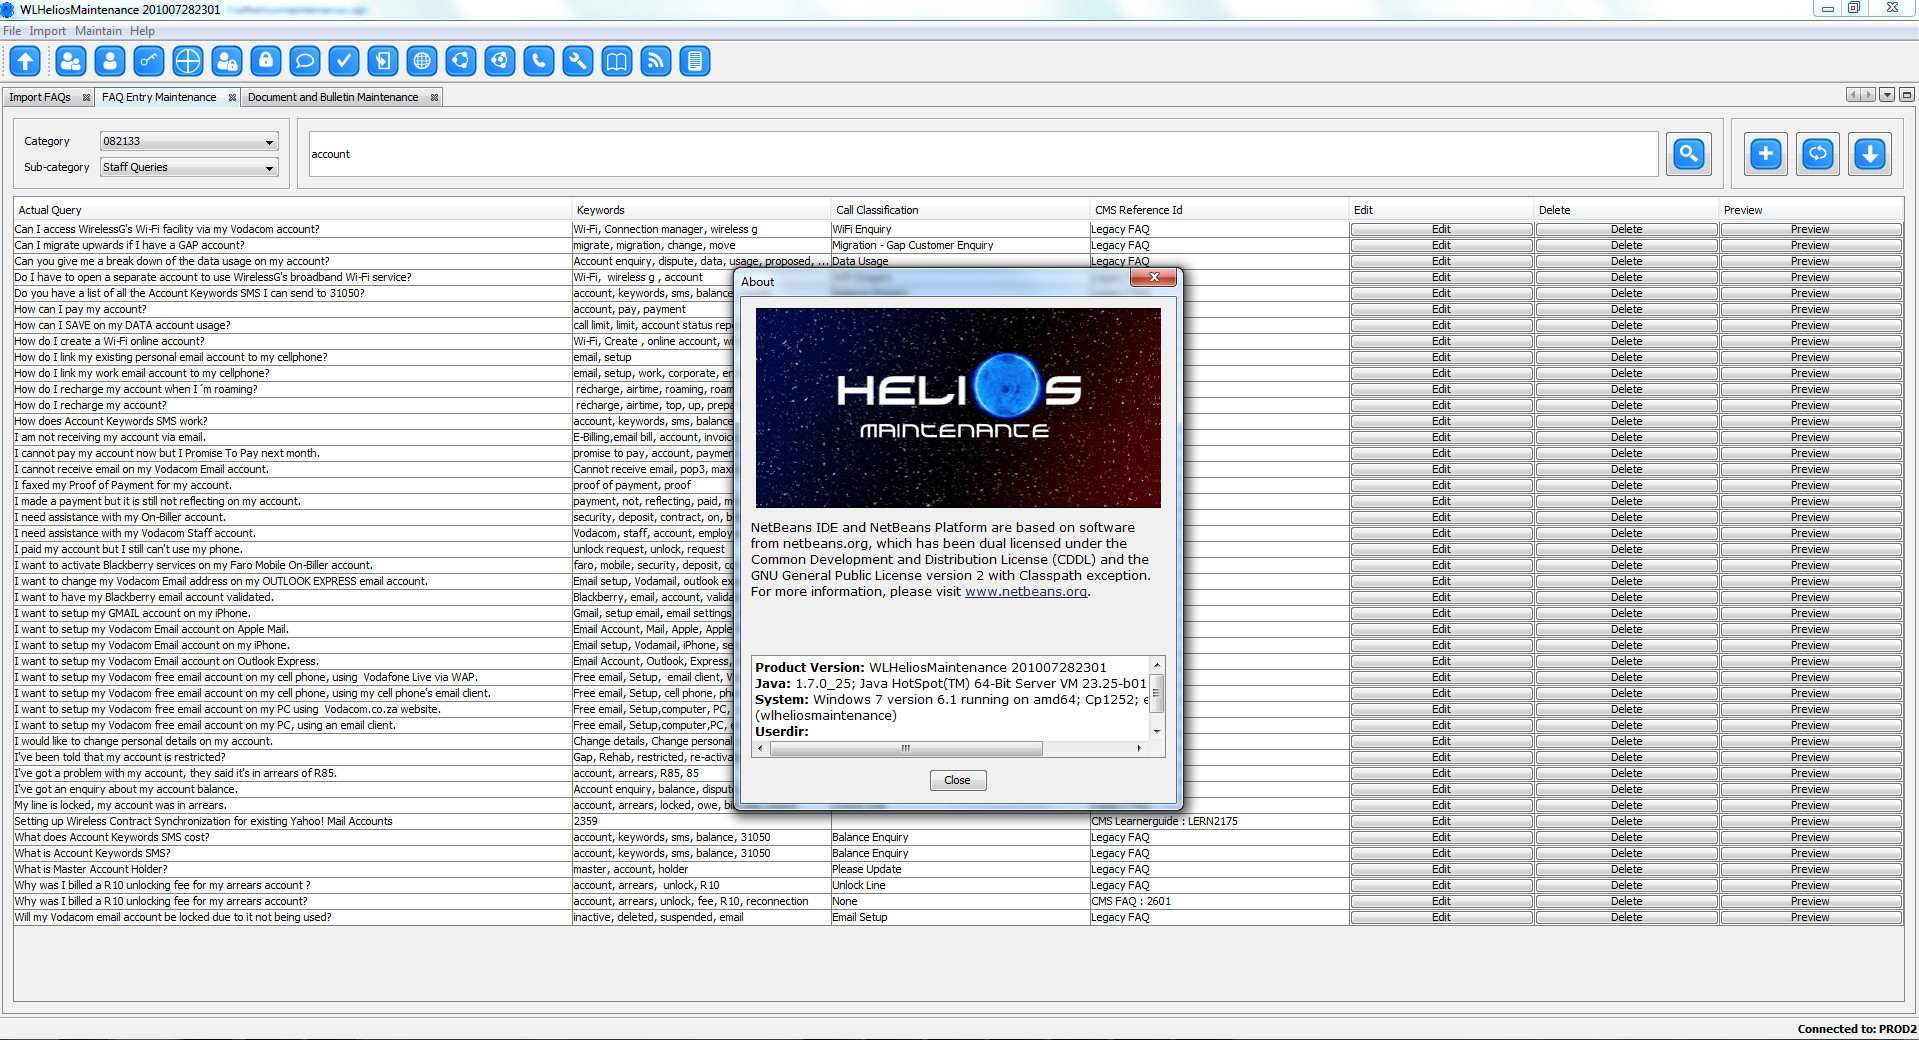 WLHeliosMaintenance 201007282301
File Import Maintain Help
Import FAQs FAQ Entry Maintenance Document and Bulletin Maintenance
Category 082133
account
Sub-category Staff Queries
Actual Query Keywords Call Classification CMS Reference Id Edit Delete Preview
Can I access WirelessG's Wi-Fi facility via my Vodacom account? Wi-Fi, Connection manager, wireless g WiFi Enquiry Legacy FAQ Edit Delete Preview
Can I migrate upwards if I have a GAP account? migrate, migration, change, move Migration - Gap Customer Enquiry Legacy FAQ Edit Delete Preview
Can you give me a break down of the data usage on my account? Account enquiry, dispute, data, usage, proposed, ... Data Usage Legacy FAQ Edit Delete Preview
Do I have to open a separate account to use WirelessG's broadband Wi-Fi service? Wi-Fi, wireless g , account Edit Delete Preview
Do you have a list of all the Account Keywords SMS I can send to 31050? account, keywords, sms, balance Edit Delete Preview
How can I pay my account? account, pay, payment Edit Delete Preview
How can I SAVE on my DATA account usage? call limit, limit, account status Edit Delete Preview
How do I create a Wi-Fi online account? Wi-Fi, Create , online account, Edit Delete Preview
How do I link my existing personal email account to my cellphone? email, setup Edit Delete Preview
How do I link my work email account to my cellphone? email, setup, work, corporate, Edit Delete Preview
How do I recharge my account when I ´m roaming? recharge, airtime, roaming, Edit Delete Preview
How do I recharge my account? recharge, airtime, top, up, Edit Delete Preview
How does Account Keywords SMS work? account, keywords, sms, balance Edit Delete Preview
I am not receiving my account via email. E-Billing,email bill, account, Edit Delete Preview
I cannot pay my account now but I Promise To Pay next month. promise to pay, account, Edit Delete Preview
I cannot receive email on my Vodacom Email account. Cannot receive email, pop3, Edit Delete Preview
I faxed my Proof of Payment for my account. proof of payment, proof Edit Delete Preview
I made a payment but it is still not reflecting on my account. payment, not, reflecting, paid, Edit Delete Preview
I need assistance with my On-Biller account. security, deposit, contract, on, Edit Delete Preview
I need assistance with my Vodacom Staff account. Vodacom, staff, account, Edit Delete Preview
I paid my account but I still can't use my phone. unlock request, unlock, request Edit Delete Preview
I want to activate Blackberry services on my Faro Mobile On-Biller account. faro, mobile, security, deposit, Edit Delete Preview
I want to change my Vodacom Email address on my OUTLOOK EXPRESS email account. Email setup, Vodamail, outlook Edit Delete Preview
I want to have my Blackberry email account validated. Blackberry, email, account, Edit Delete Preview
I want to setup my GMAIL account on my iPhone. Gmail, setup email, email settings Edit Delete Preview
I want to setup my Vodacom Email account on Apple Mail. Email Account, Mail, Apple, Apple Edit Delete Preview
I want to setup my Vodacom Email account on my iPhone. Email setup, Vodamail, iPhone, Edit Delete Preview
I want to setup my Vodacom Email account on Outlook Express. Email Account, Outlook, Express, Edit Delete Preview
I want to setup my Vodacom free email account on my cell phone, using Vodafone Live via WAP. Free email, Setup, email client, Edit Delete Preview
I want to setup my Vodacom free email account on my cell phone, using my cell phone's email client. Free email, Setup, cell phone, Edit Delete Preview
I want to setup my Vodacom free email account on my PC using Vodacom.co.za website. Free email, Setup,computer, PC, Edit Delete Preview
I want to setup my Vodacom free email account on my PC, using an email client. Free email, Setup,computer,PC, Edit Delete Preview
I would like to change personal details on my account. Change details, Change personal Edit Delete Preview
I've been told that my account is restricted? Gap, Rehab, restricted, Edit Delete Preview
I've got a problem with my account, they said it's in arrears of R85. account, arrears, R85, 85 Edit Delete Preview
I've got an enquiry about my account balance. Account enquiry, balance, Edit Delete Preview
My line is locked, my account was in arrears. account, arrears, locked, owe, Edit Delete Preview
Setting up Wireless Contract Synchronization for existing Yahoo! Mail Accounts 2359 CMS Learnerguide : LERN2175 Edit Delete Preview
What does Account Keywords SMS cost? account, keywords, sms, balance, 31050 Balance Enquiry Legacy FAQ Edit Delete Preview
What is Account Keywords SMS? account, keywords, sms, balance, 31050 Balance Enquiry Legacy FAQ Edit Delete Preview
What is Master Account Holder? master, account, holder Please Update Legacy FAQ Edit Delete Preview
Why was I billed a R10 unlocking fee for my arrears account ? account, arrears, unlock, R10 Unlock Line Legacy FAQ Edit Delete Preview
Why was I billed a R10 unlocking fee for my arrears account? account, arrears, unlock, fee, R10, reconnection None CMS FAQ : 2601 Edit Delete Preview
Will my Vodacom email account be locked due to it not being used? inactive, deleted, suspended, email Email Setup Legacy FAQ Edit Delete Preview
About
HELIOS
MAINTENANCE
NetBeans IDE and NetBeans Platform are based on software
from netbeans.org, which has been dual licensed under the
Common Development and Distribution License (CDDL) and the
GNU General Public License version 2 with Classpath exception.
For more information, please visit www.netbeans.org.
Product Version: WLHeliosMaintenance 201007282301
Java: 1.7.0_25; Java HotSpot(TM) 64-Bit Server VM 23.25-b01
System: Windows 7 version 6.1 running on amd64; Cp1252;
(wlheliosmaintenance)
Userdir:
Close
Connected to: PROD2